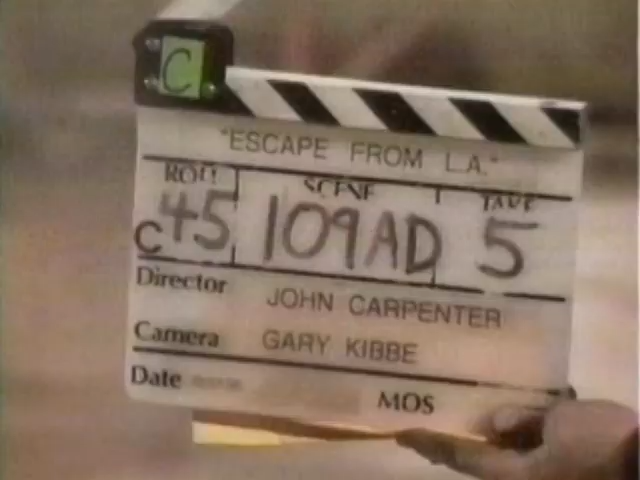 C
"ESCAPE FROM L.A."
ROLL SCENE TAKE
C45 109AD 5
Director JOHN CARPENTER
Camera GARY KIBBE
Date
MOS